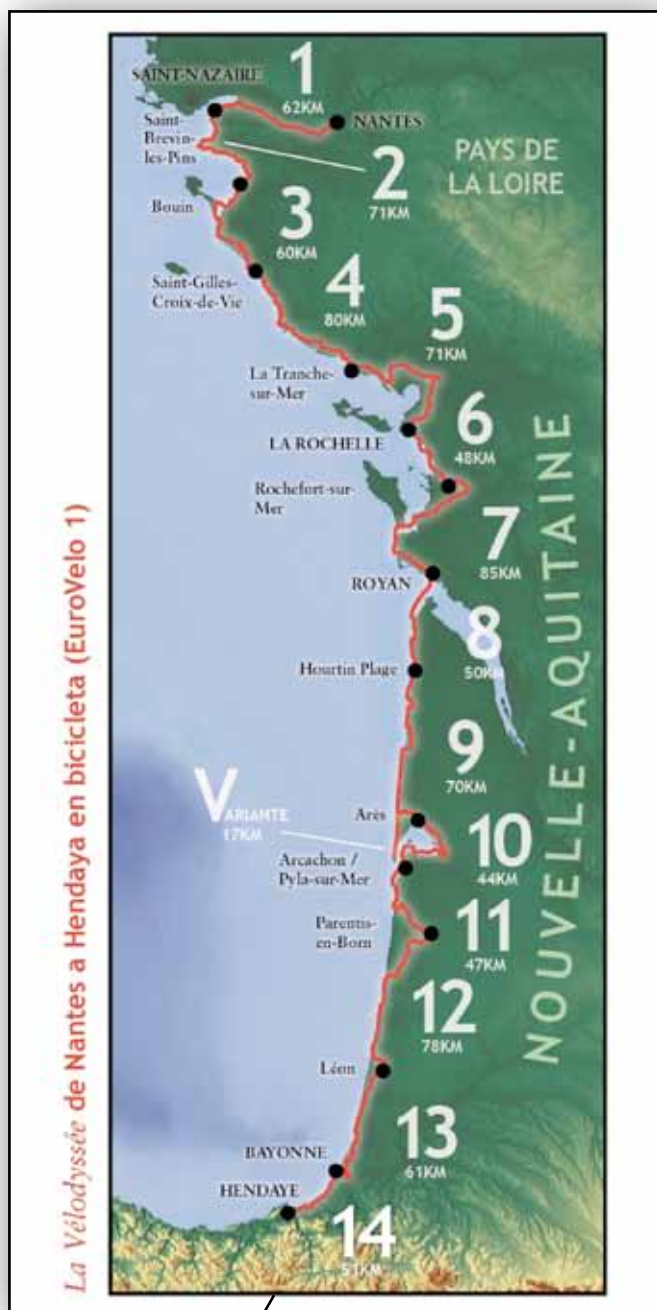 La Vélodyssée de Nantes a Hendaya en bicicleta (EuroVelo 1)
1
62KM
SAINT-NAZAIRE
NANTES
Saint-
Brevin-
les-Pins
PAYS DE
LA LOIRE
2
71KM
Bouin
3
60KM
Saint-Gilles-
Croix-de-Vie
4
80KM
5
71KM
La Tranche-
sur-Mer
6
48KM
LA ROCHELLE
Rochefort-sur-
Mer
7
85KM
ROYAN
8
50KM
NOUVELLE-AQUITAINE
Hourtin Plage
9
70KM
VARIANTE
17KM
Arès
10
44KM
Arcachon /
Pyla-sur-Mer
Parentis-
en-Born
11
47KM
12
78KM
Léon
13
61KM
BAYONNE
HENDAYE
14
51KM